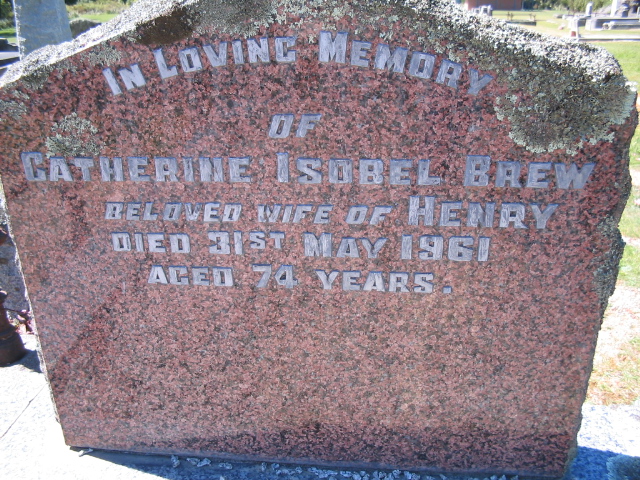 IN LOVING MEMORY
OF
CATHERINE ISOBEL BREW
BELOVED WIFE OF HENRY
DIED 31ST MAY 1961
AGED 74 YEARS.